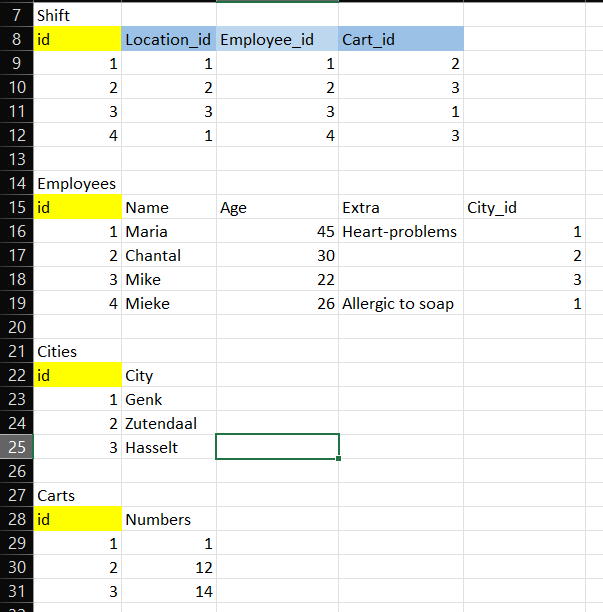 7 Shift
8 id Location_id Employee_id Cart_id
9 1 1 1 2
10 2 2 2 3
11 3 3 3 1
12 4 1 4 3
13
14 Employees
15 id Name Age Extra City_id
16 1 Maria 45 Heart-problems 1
17 2 Chantal 30 2
18 3 Mike 22 3
19 4 Mieke 26 Allergic to soap 1
20
21 Cities
22 id City
23 1 Genk
24 2 Zutendaal
25 3 Hasselt
26
27 Carts
28 id Numbers
29 1 1
30 2 12
31 3 14